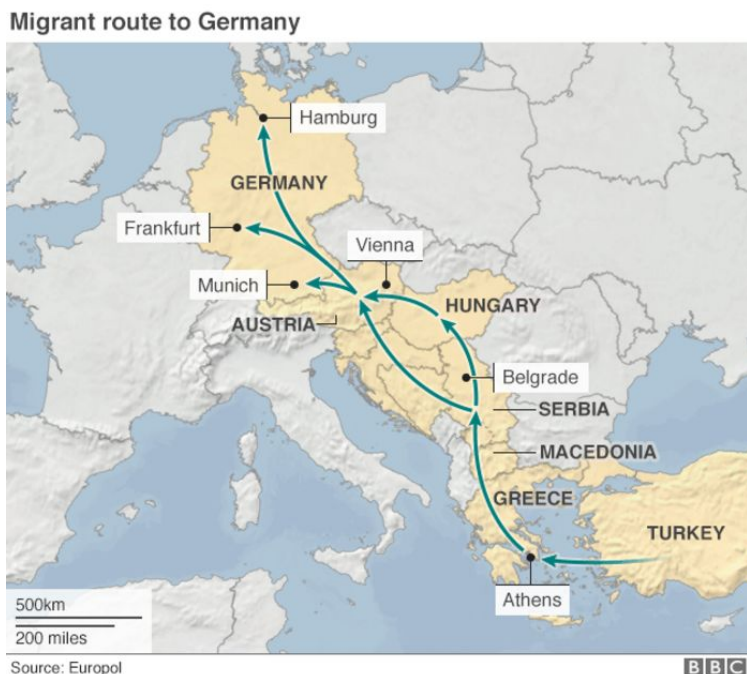 Migrant route to Germany
Hamburg
GERMANY
Frankfurt
Vienna
Munich
HUNGARY
AUSTRIA
Belgrade
SERBIA
MACEDONIA
GREECE
TURKEY
Athens
500km
200 miles
Source: Europol
BBC